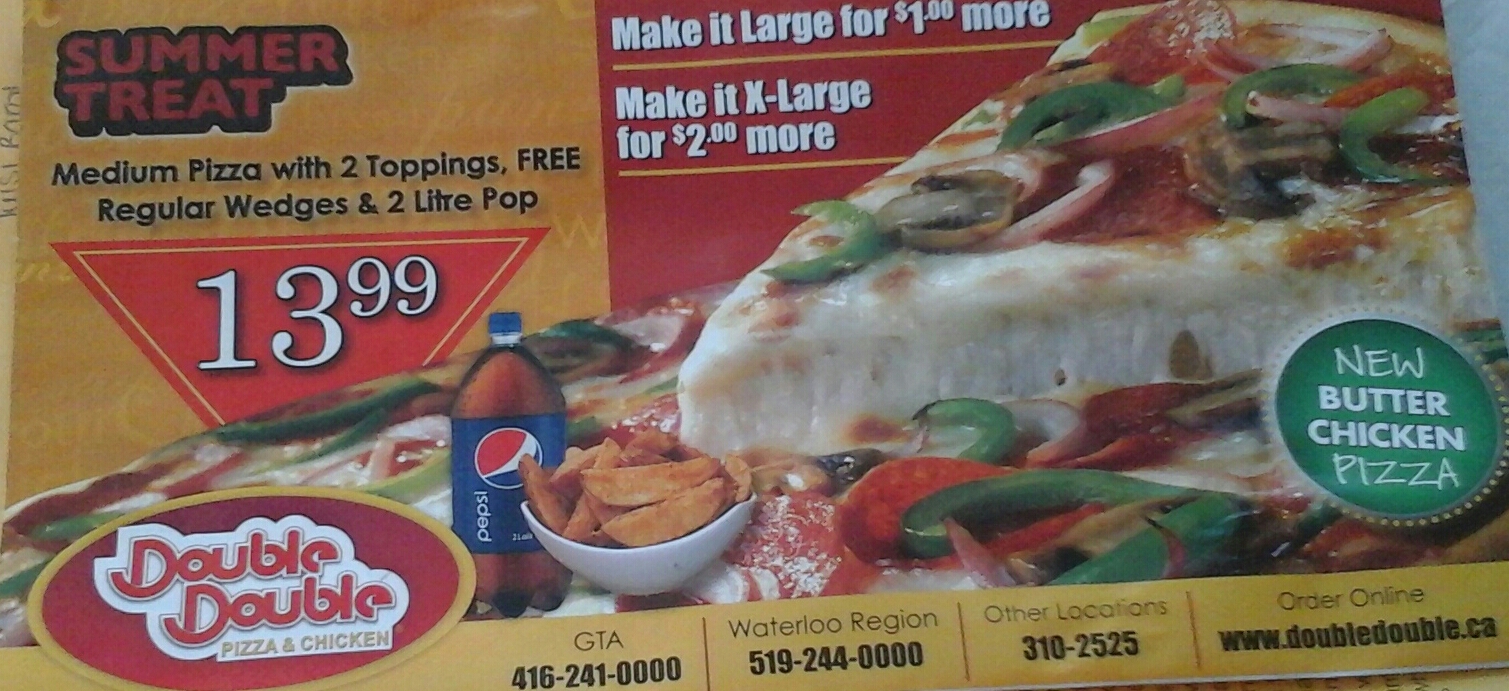 SUMMER
TREAT
Medium Pizza with 2 Toppings, FREE
Regular Wedges & 2 Litre Pop
13.99
Make it Large for $1.00 more
Make it X-Large
for $2.00 more
NEW
BUTTER
CHICKEN
PIZZA
pepsi
Double
Double
PIZZA & CHICKEN
GTA
416-241-0000
Waterloo Region
519-244-0000
Other Locations
310-2525
Order Online
www.doubledouble.ca